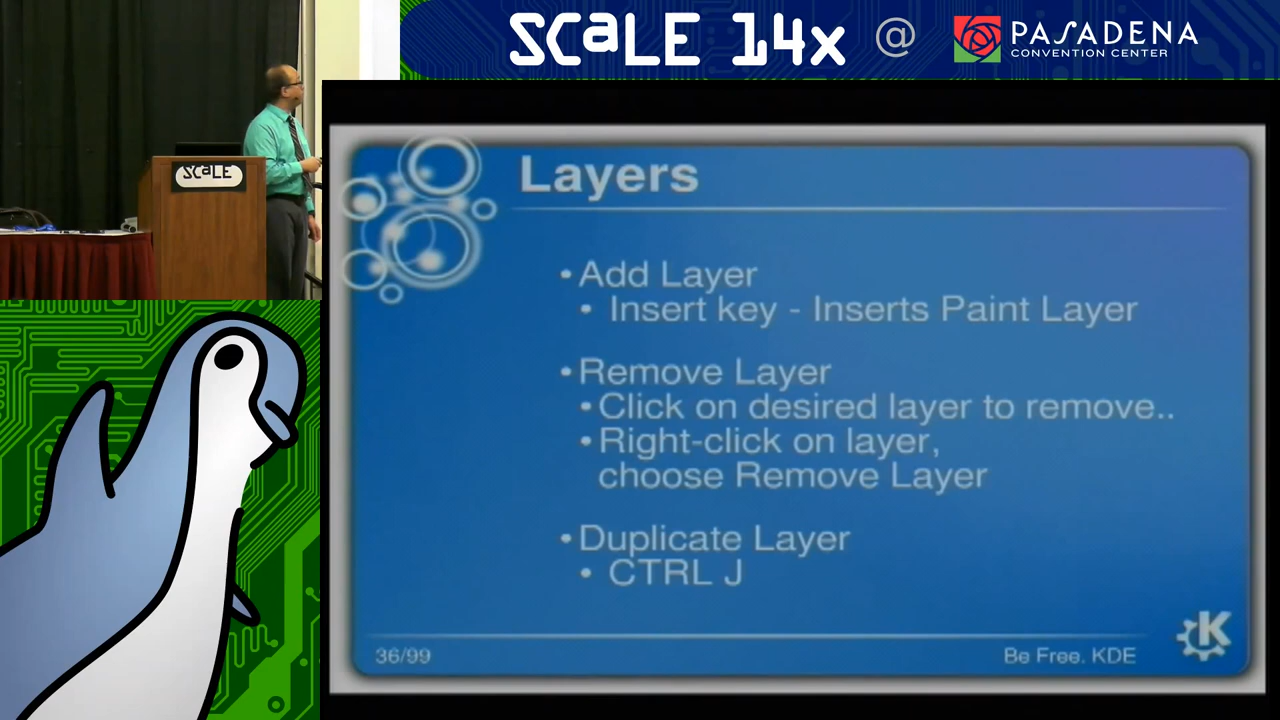 SCaLE 14x @ PASADENA
CONVENTION CENTER
SCALE
Layers
• Add Layer
• Insert key - Inserts Paint Layer
• Remove Layer
• Click on desired layer to remove..
• Right-click on layer,
choose Remove Layer
• Duplicate Layer
• CTRL J
36/99
Be Free. KDE
K